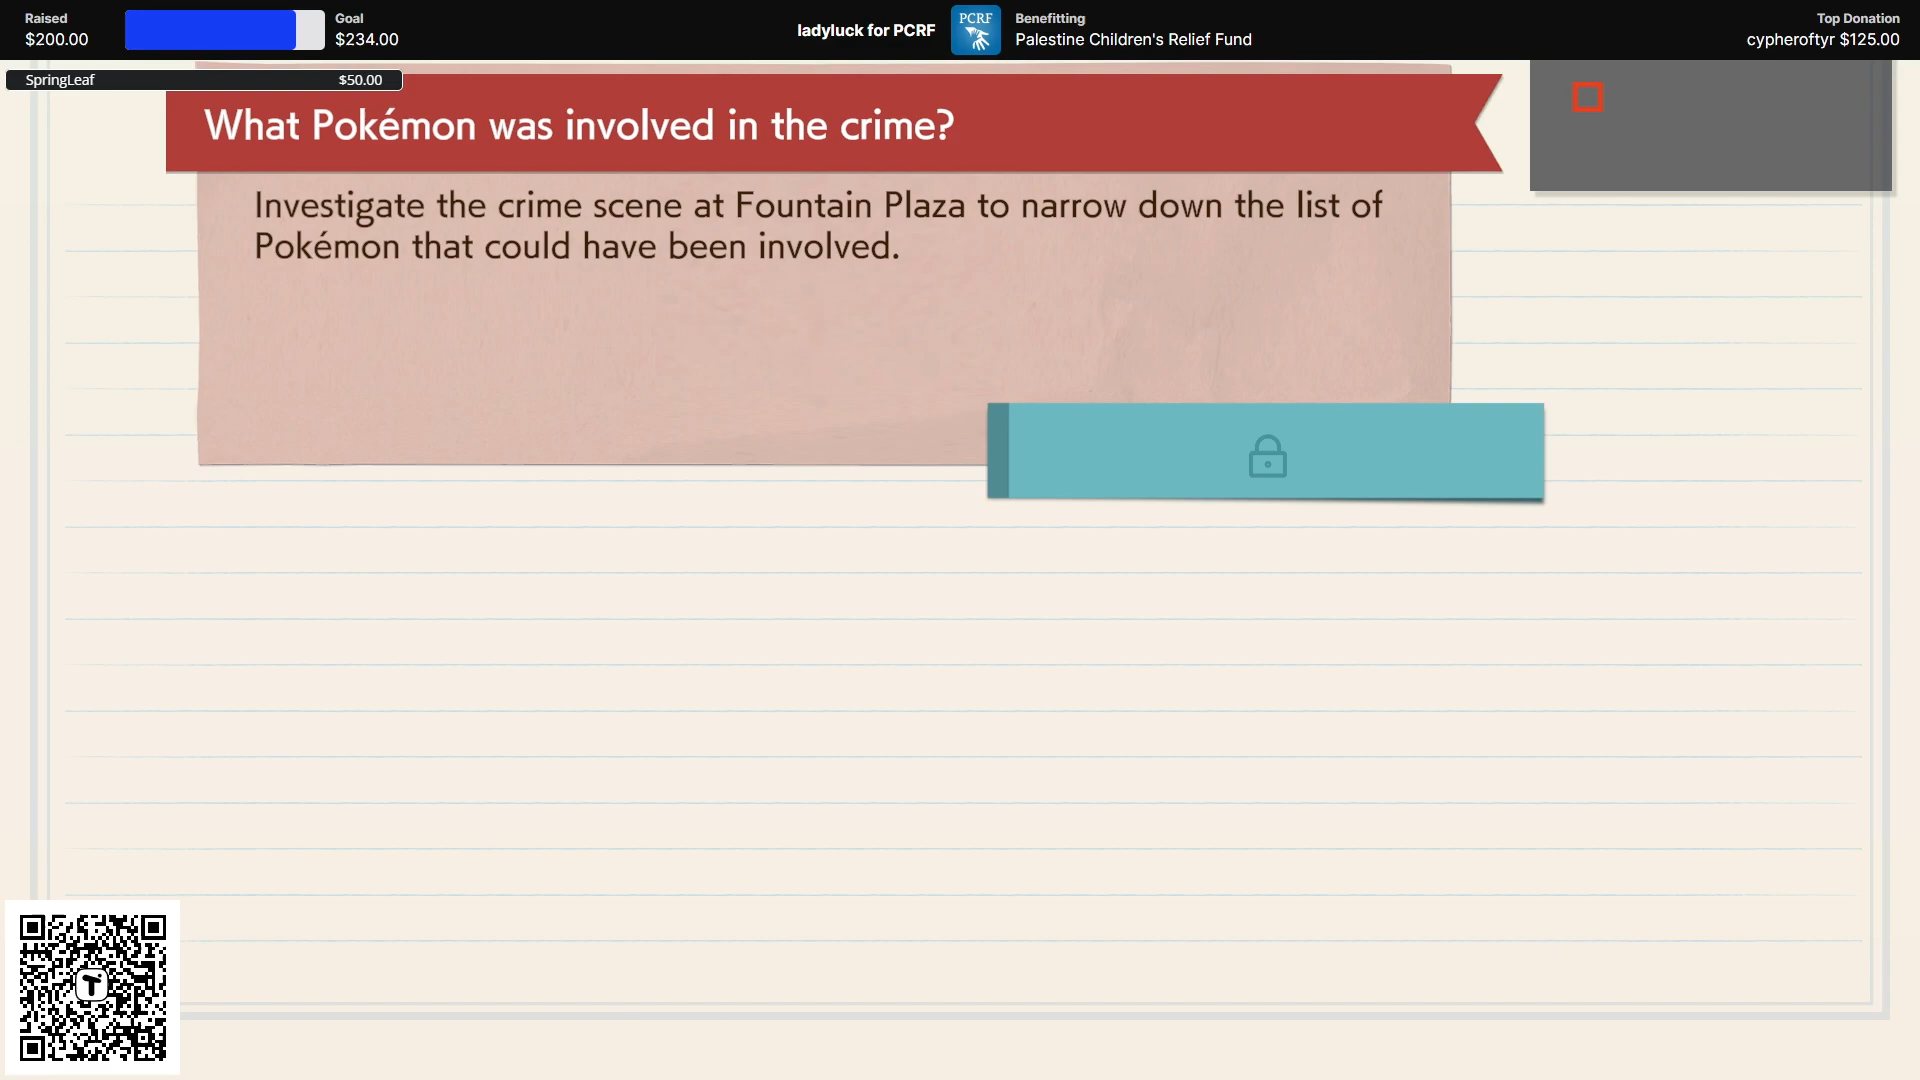 Raised
$200.00
Goal
$234.00
ladyluck for PCRF
PCRF
Benefitting
Palestine Children's Relief Fund
Top Donation
cypheroftyr $125.00
SpringLeaf $50.00
What Pokémon was involved in the crime?
Investigate the crime scene at Fountain Plaza to narrow down the list of
Pokémon that could have been involved.